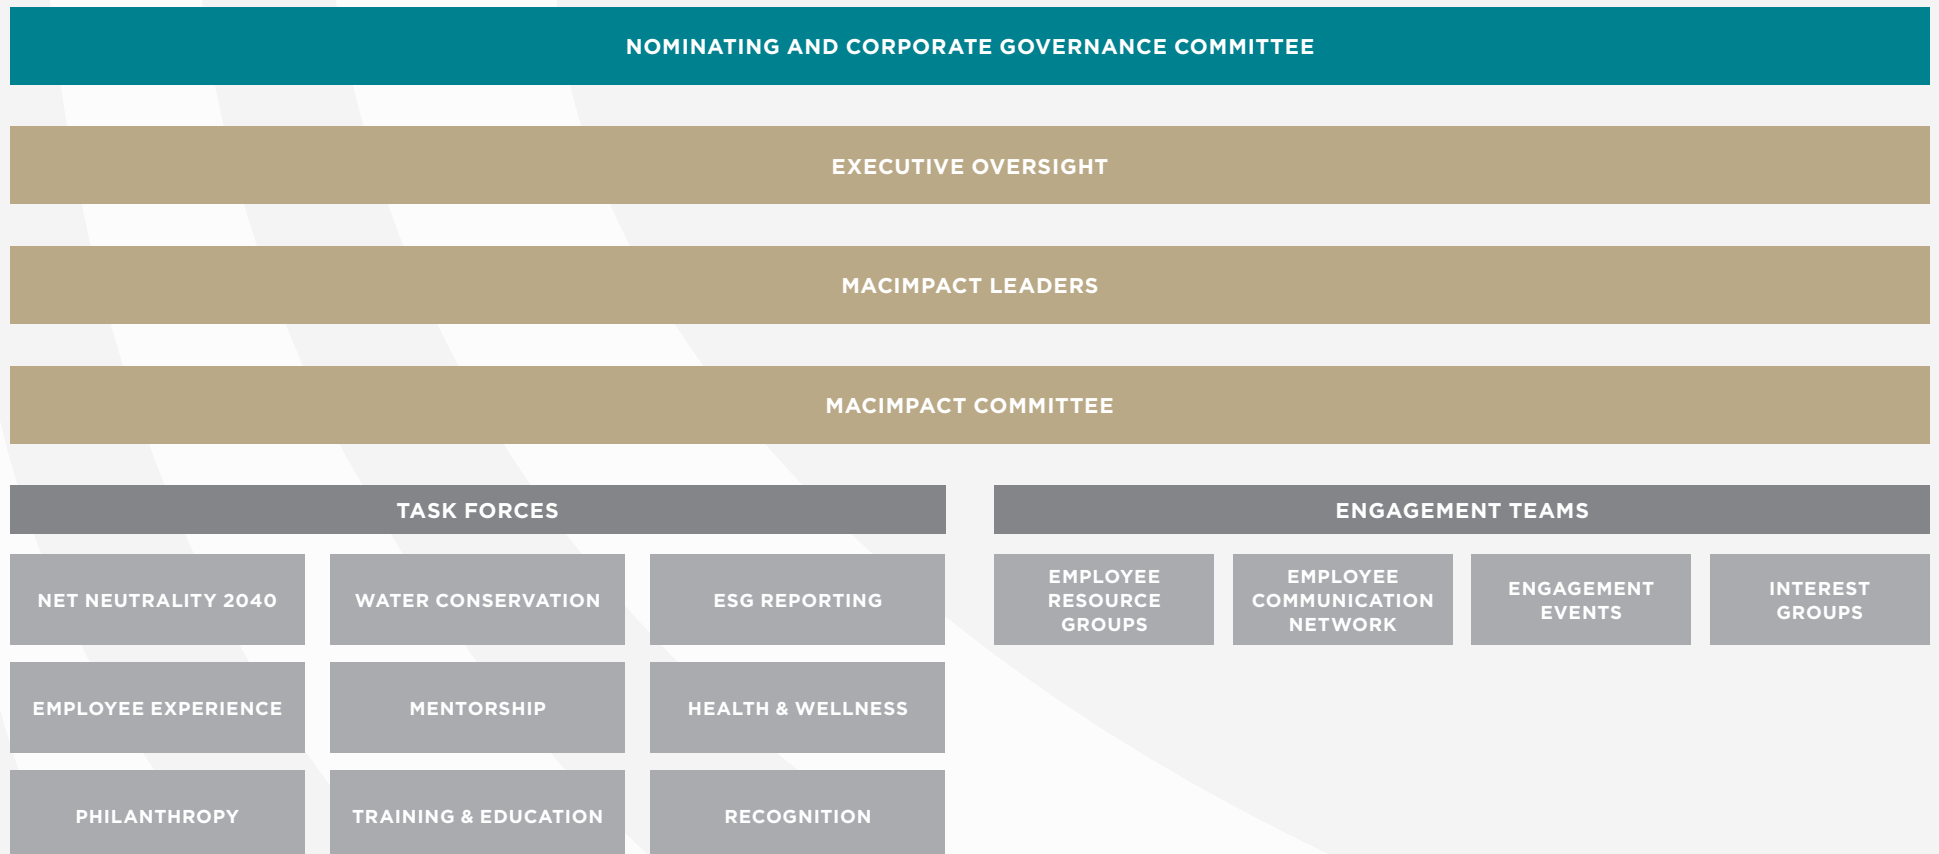 NOMINATING AND CORPORATE GOVERNANCE COMMITTEE
EXECUTIVE OVERSIGHT
MACIMPACT LEADERS
MACIMPACT COMMITTEE
TASK FORCES
NET NEUTRALITY 2040
WATER CONSERVATION
ESG REPORTING
EMPLOYEE EXPERIENCE
MENTORSHIP
HEALTH & WELLNESS
PHILANTHROPY
TRAINING & EDUCATION
RECOGNITION
ENGAGEMENT TEAMS
EMPLOYEE
RESOURCE
GROUPS
EMPLOYEE
COMMUNICATION
NETWORK
ENGAGEMENT
EVENTS
INTEREST
GROUPS